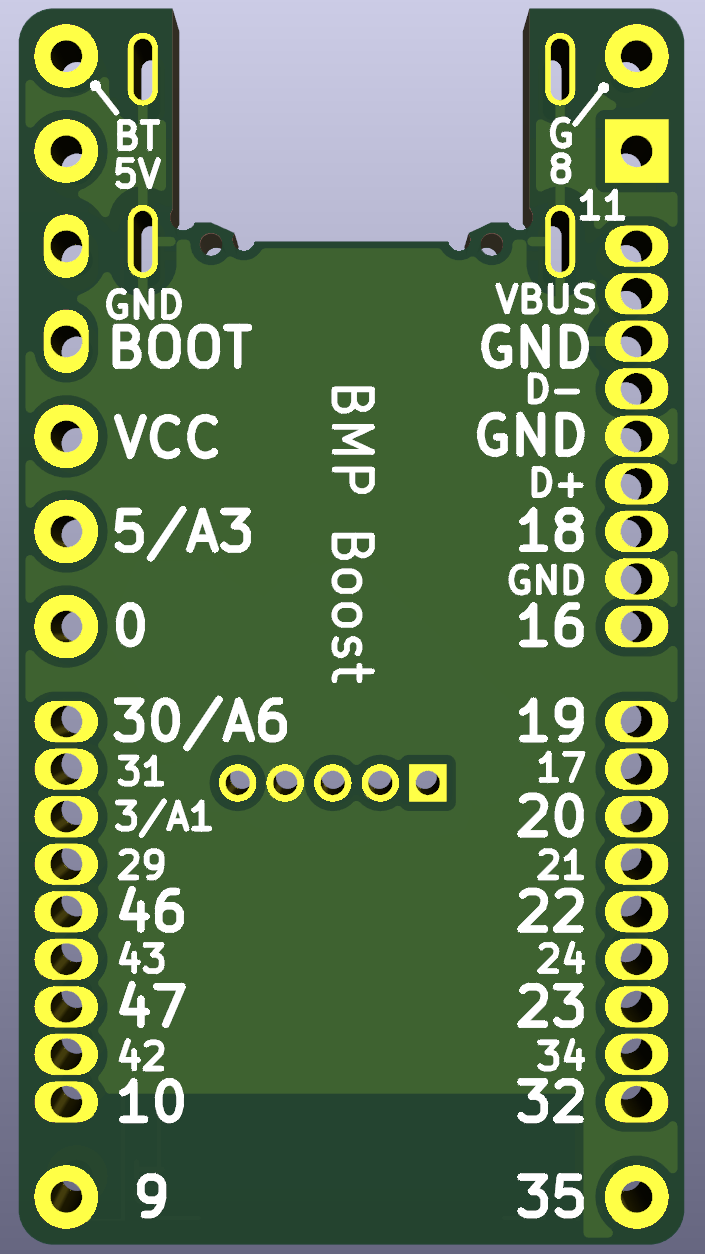 BT
5V
G
8
11
GND
BOOT
VCC
5/A3
0
30/A6
31
3/A1
29
46
43
47
42
10
9
BMP Boost
VBUS
GND
D-
GND
D+
18
GND
16
19
17
20
21
22
24
23
34
32
35